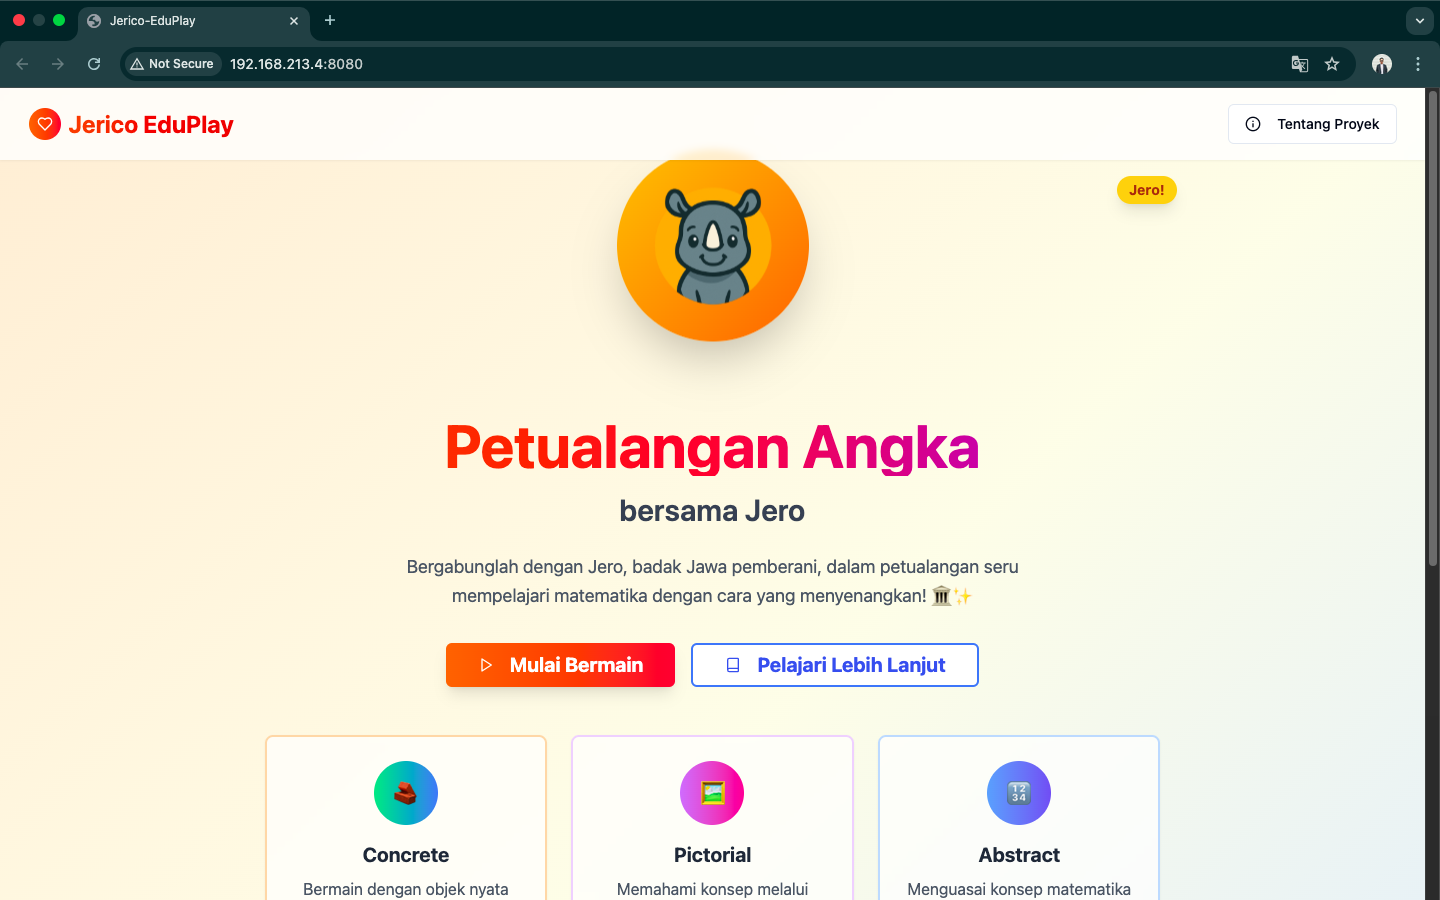 Jerico-EduPlay
Not Secure
192.168.213.4:8080
Jerico EduPlay
Tentang Proyek
Jero!
Petualangan Angka
bersama Jero
Bergabunglah dengan Jero, badak Jawa pemberani, dalam petualangan seru
mempelajari matematika dengan cara yang menyenangkan! 🏛️✨
Mulai Bermain
Pelajari Lebih Lanjut
Concrete
Bermain dengan objek nyata
Pictorial
Memahami konsep melalui
1234
Abstract
Menguasai konsep matematika